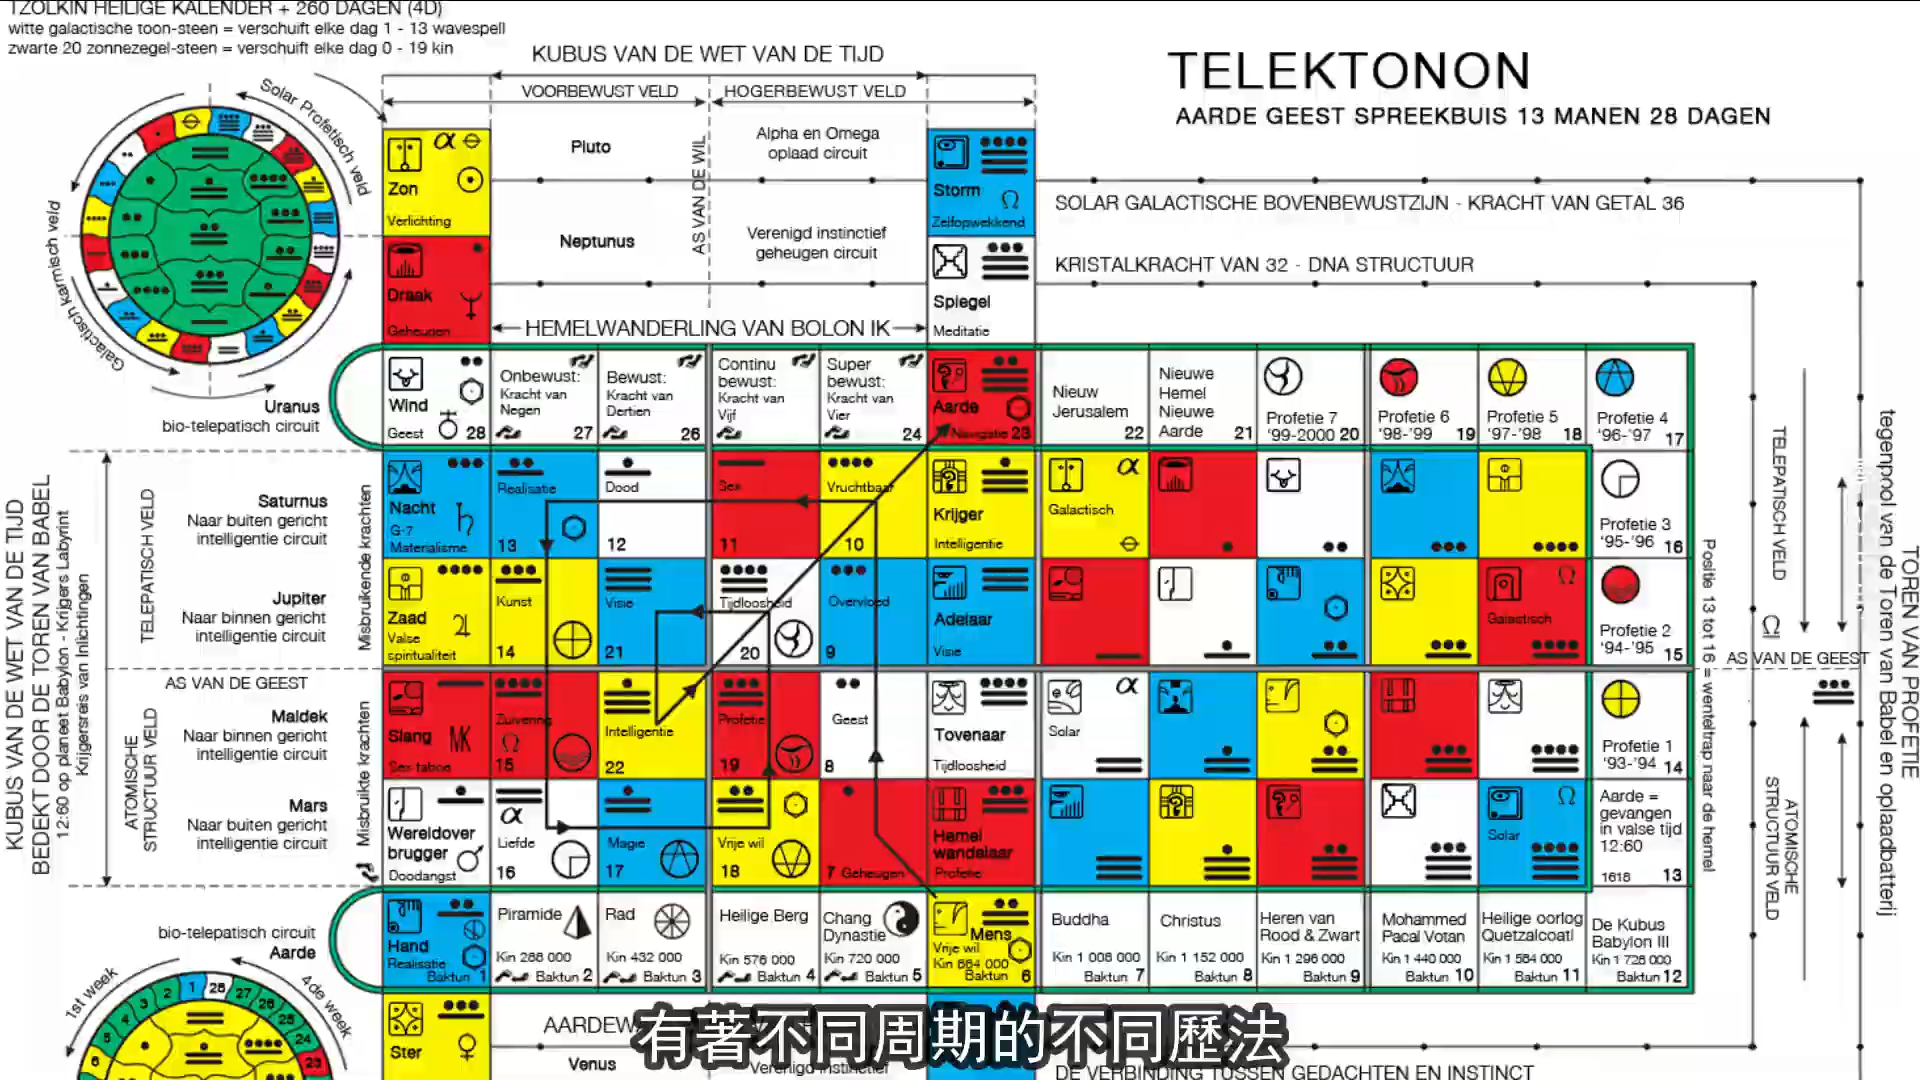 TZOLKIN HEILIGE KALENDER + 260 DAGEN (4D)
witte galactische toon-steen = verschuift elke dag 1 - 13 wavespell
zwarte 20 zonnezegel-steen = verschuift elke dag 0 - 19 kin
KUBUS VAN DE WET VAN DE TIJD
VOORBEWUST VELD
HOGERBEWUST VELD
TELEKTONON
AARDE GEEST SPREEKBUIS 13 MANEN 28 DAGEN
Solar Profetisch veld
Galactisch karmisch veld
Zon
Verlichting
Pluto
AS VAN DE WIL
Alpha en Omega
oplaad circuit
Storm
Zelfopwekkend
SOLAR GALACTISCHE BOVENBEWUSTZIJN - KRACHT VAN GETAL 36
Draak
Geheugen
Neptunus
Verenigd instinctief
geheugen circuit
Spiegel
Meditatie
KRISTALKRACHT VAN 32 - DNA STRUCTUUR
HEMELWANDERLING VAN BOLON IK
Uranus
bio-telepatisch circuit
Wind
Geest 28
Onbewust:
Kracht van
Negen
27
Bewust:
Kracht van
Dertien
26
Continu
bewust:
Kracht van
Vijf
Super
bewust:
Kracht van
Vier
24
Aarde
Navigatie 23
Nieuw
Jerusalem
22
Nieuwe
Hemel
Nieuwe
Aarde 21
Profetie 7
'99-2000 20
Profetie 6
'98-'99 19
Profetie 5
'97-'98 18
Profetie 4
'96-'97 17
KUBUS VAN DE WET VAN DE TIJD
BEDEKT DOOR DE TOREN VAN BABEL
12:60 op planeet Babylon - Krijgers Labyrint
Krijgersreis van Inlichtingen
TELEPATISCH VELD
Misbruikende krachten
Saturnus
Naar buiten gericht
intelligentie circuit
Nacht
G-7
Materialisme
Realisatie
13
Dood
12
Sex
11
Vruchtbaar
10
Krijger
Intelligentie
Galactisch
Profetie 3
'95-'96 16
Jupiter
Naar binnen gericht
intelligentie circuit
Zaad
Valse
spiritualiteit
Kunst
14
Visie
21
Tijdloosheid
20
Overvloed
9
Adelaar
Visie
Galactisch
Profetie 2
'94-'95 15
AS VAN DE GEEST
ATOMISCHE
STRUCTUUR VELD
Misbruikte krachten
Maldek
Naar binnen gericht
intelligentie circuit
Slang
Sex-taboe
Zuivering
15
Intelligentie
22
Profetie
19
Geest
8
Tovenaar
Tijdloosheid
Solar
Profetie 1
'93-'94 14
Mars
Naar buiten gericht
intelligentie circuit
Wereldover
brugger
Doodangst
α
Liefde
16
Magie
17
Vrije wil
18
7 Geheugen
Hemel
wandelaar
Profetie
Solar
Aarde =
gevangen
in valse tijd
12:60
1618 13
Positie 13 tot 16 = wenteltrap naar de hemel
TELEPATISCH VELD
AS VAN DE GEEST
ATOMISCHE
STRUCTUUR VELD
tegenpool van de Toren van Babel en oplaadbatterij
TOREN VAN PROFETIE
bio-telepatisch circuit
Aarde
Hand
Realisatie
Baktun 1
Piramide
Kin 288 000
Baktun 2
Rad
Kin 432 000
Baktun 3
Heilige Berg
Kin 576 000
Baktun 4
Chang
Dynastie
Kin 720 000
Baktun 5
Mens
Vrije wil
Kin 864 000
Baktun 6
Buddha
Kin 1 008 000
Baktun 7
Christus
Kin 1 152 000
Baktun 8
Heren van
Rood & Zwart
Kin 1 296 000
Baktun 9
Mohammed
Pacal Votan
Kin 1 440 000
Baktun 10
Heilige oorlog
Quetzalcoatl
Kin 1 584 000
Baktun 11
De Kubus
Babylon III
Kin 1 728 000
Baktun 12
1st week
4de week
1 2 3 4 5 6
28 27 26 25 24 23
Ster
AARDEW
Venus
Verenigd instinctief
有著不同周期的不同歷法
DE VERBINDING TUSSEN GEDACHTEN EN INSTINCT